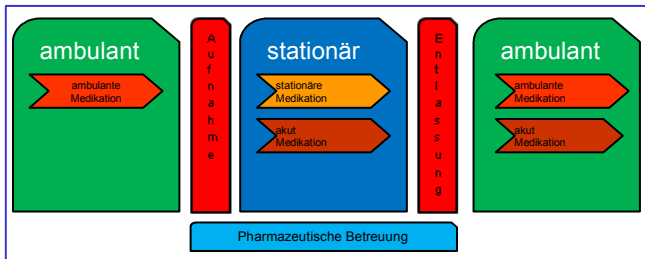 ambulant
ambulante
Medikation
Aufnahme
stationär
stationäre
Medikation
akut
Medikation
Entlassung
ambulant
ambulante
Medikation
akut
Medikation
Pharmazeutische Betreuung